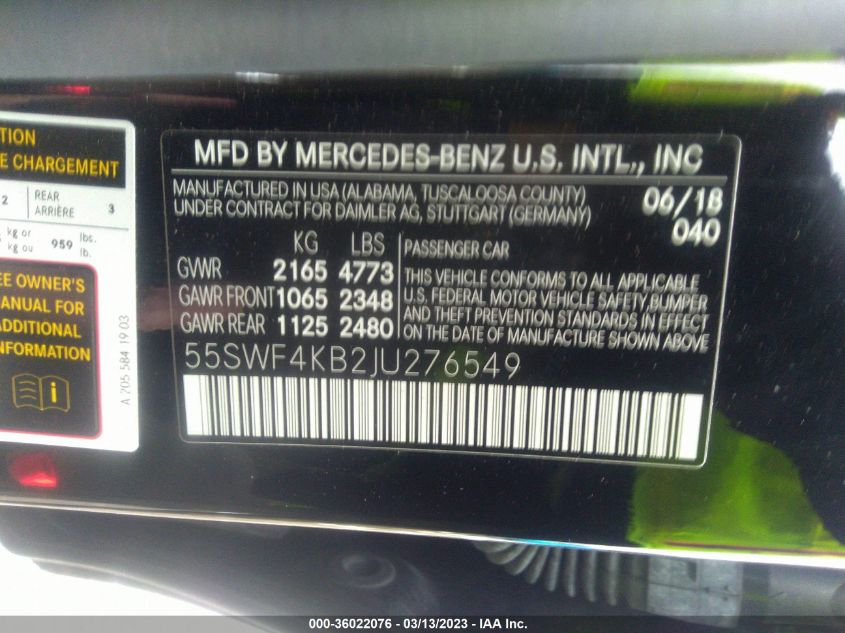 TION
E CHARGEMENT
2 REAR ARRIÈRE 3
kg or
kg ou 959 lbs.
lb.
EE OWNER'S
ANUAL FOR
ADDITIONAL
NFORMATION
A 205 584 19 03
MFD BY MERCEDES-BENZ U.S. INTL., INC
MANUFACTURED IN USA (ALABAMA, TUSCALOOSA COUNTY) 06/18
UNDER CONTRACT FOR DAIMLER AG, STUTTGART (GERMANY) 040
KG LBS
GVWR 2165 4773
GAWR FRONT 1065 2348
GAWR REAR 1125 2480
PASSENGER CAR
THIS VEHICLE CONFORMS TO ALL APPLICABLE
U.S. FEDERAL MOTOR VEHICLE SAFETY, BUMPER
AND THEFT PREVENTION STANDARDS IN EFFECT
ON THE DATE OF MANUFACTURE SHOWN ABOVE
55SWF4KB2JU276549
000-36022076 - 03/13/2023 - IAA Inc.